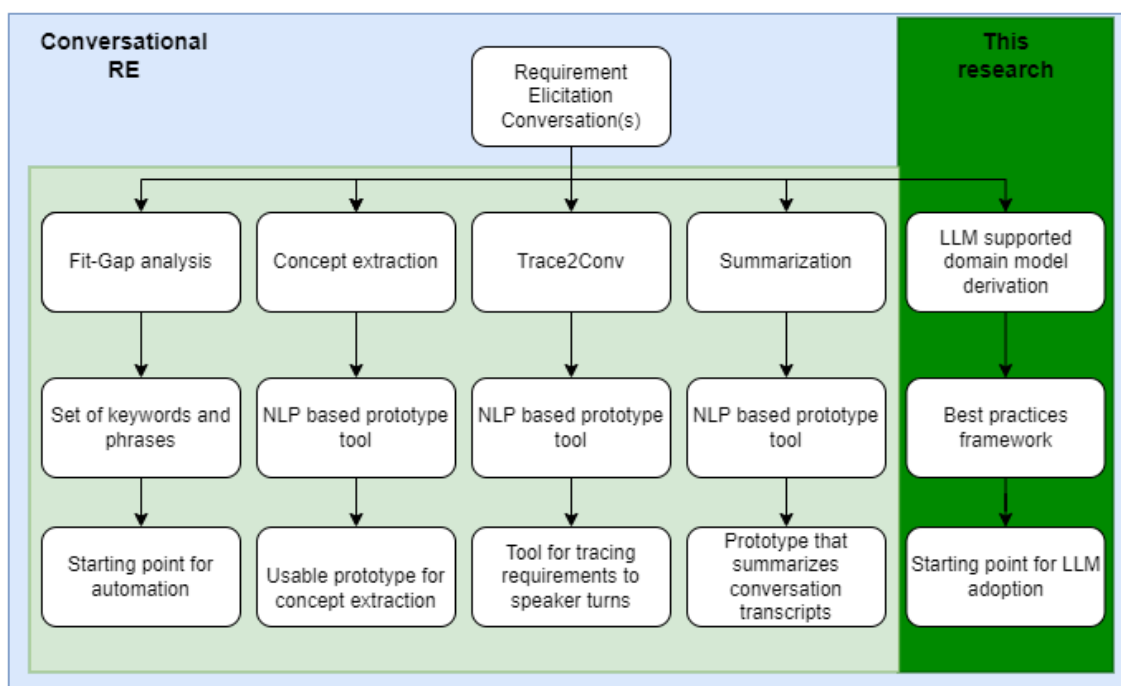 Conversational
RE
This
research
Requirement
Elicitation
Conversation(s)
Fit-Gap analysis
Concept extraction
Trace2Conv
Summarization
LLM supported
domain model
derivation
Set of keywords and
phrases
NLP based prototype
tool
NLP based prototype
tool
NLP based prototype
tool
Best practices
framework
Starting point for
automation
Usable prototype for
concept extraction
Tool for tracing
requirements to
speaker turns
Prototype that
summarizes
conversation
transcripts
Starting point for LLM
adoption